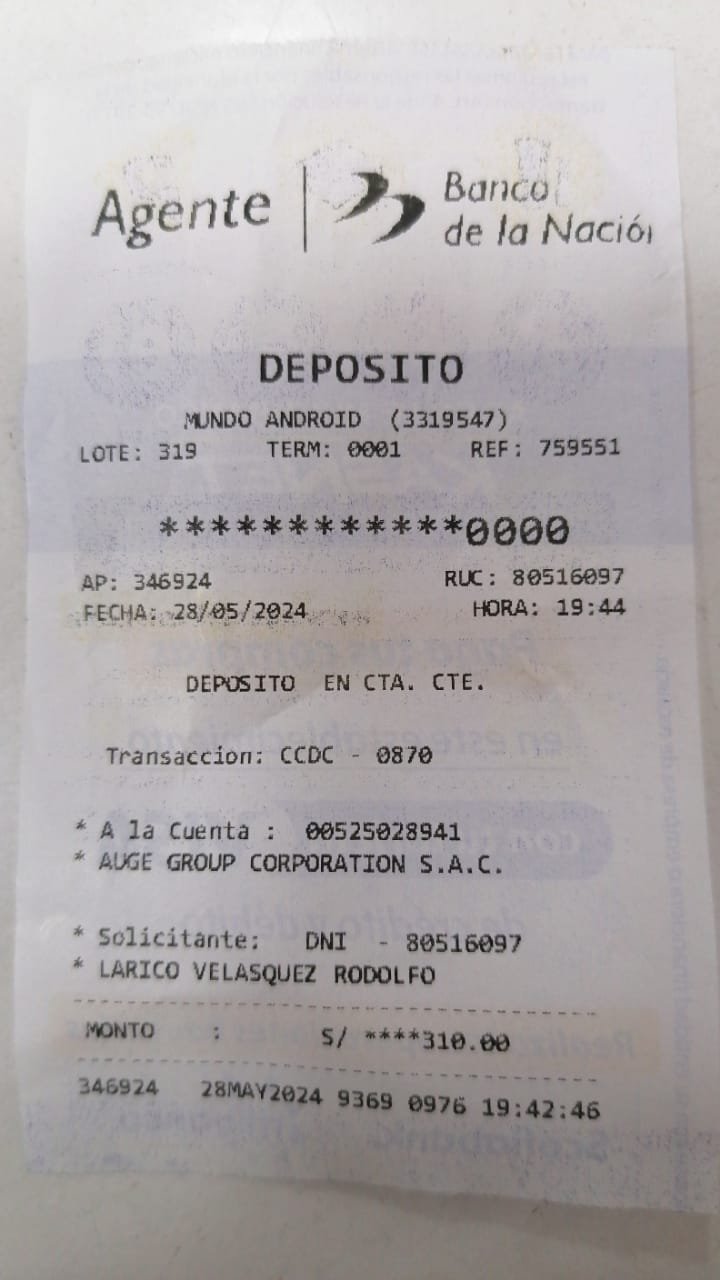 Agente | Banco
de la Nación
DEPOSITO
MUNDO ANDROID (3319547)
LOTE: 319 TERM: 0001 REF: 759551
************0000
AP: 346924 RUC: 80516097
FECHA: 28/05/2024 HORA: 19:44
DEPOSITO EN CTA. CTE.
Transaccion: CCDC - 0870
* A la Cuenta : 00525028941
* AUGE GROUP CORPORATION S.A.C.
* Solicitante: DNI - 80516097
* LARICO VELASQUEZ RODOLFO
MONTO : S/ ****310.00
346924 28MAY2024 9369 0976 19:42:46